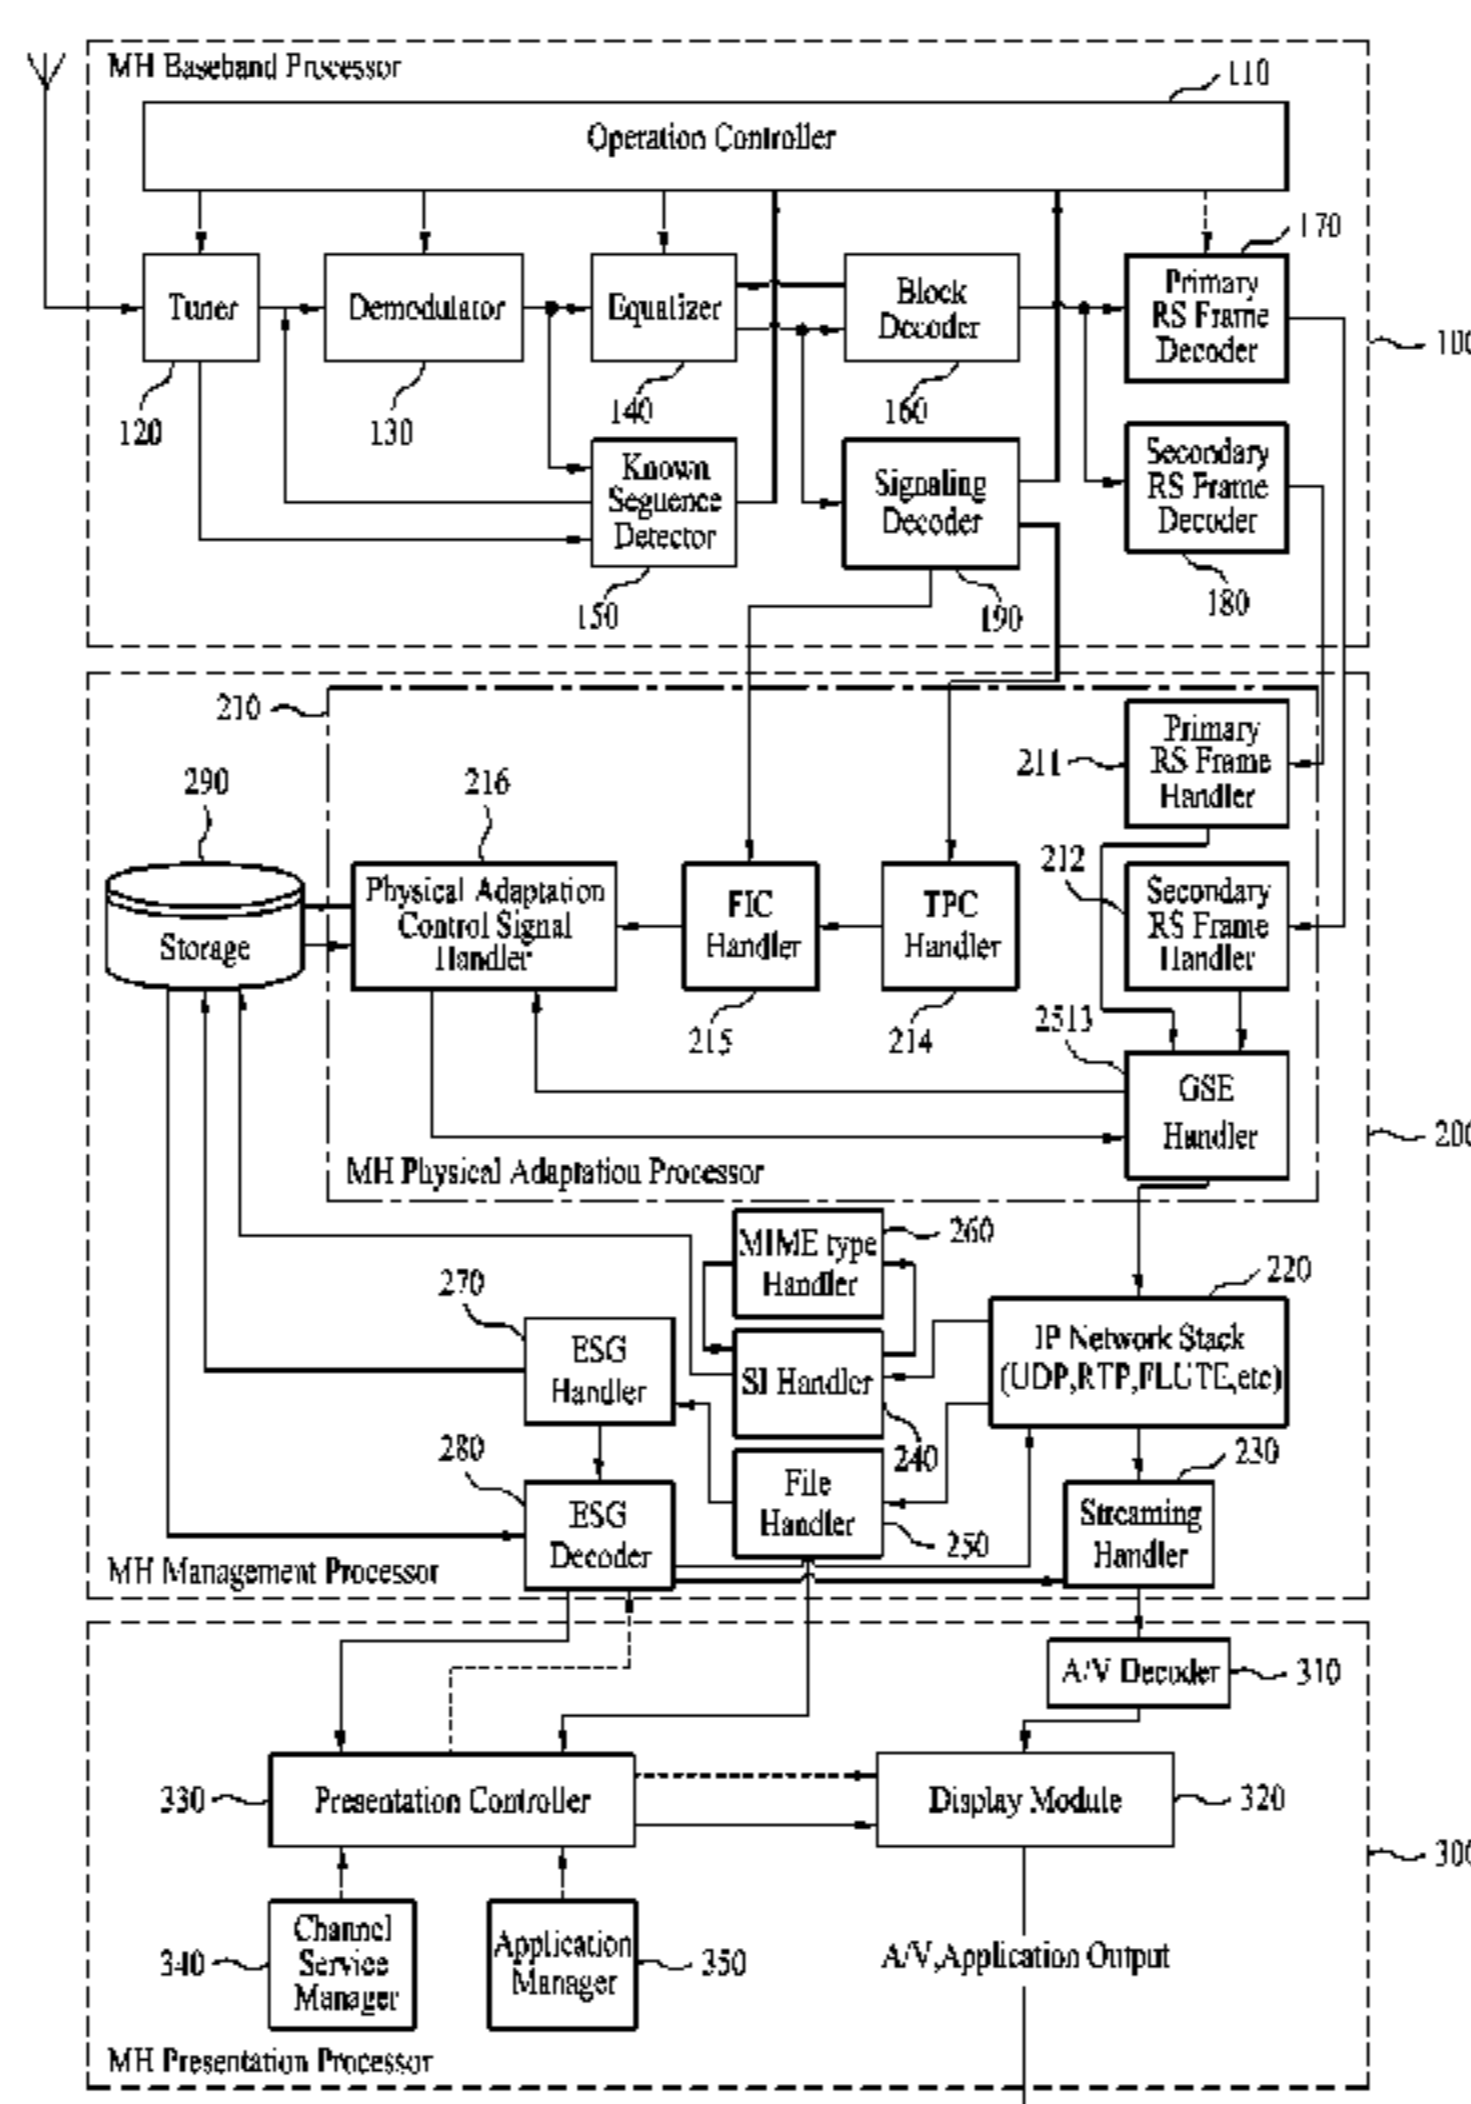 MH Baseband Processor
110
Operation Controller
170
Tuner
Demodulator
Equalizer
Block
Decoder
Primary
RS Frame
Decoder
100
120
130
140
160
Known
Seguence
Detector
Signaling
Decoder
Secondary
RS Frame
Decoder
150
190
180
210
Primary
RS Frame
Handler
211
290
216
212
Storage
Physical Adaptation
Control Signal
Handler
FIC
Handler
TPC
Handler
Secondary
RS Frame
Handler
215
214
2513
GSE
Handler
200
MH Physical Adaptation Processor
MIME type
Handler
260
270
220
ESG
Handler
SI Handler
IP Network Stack
(UDP,RTP,FLUTE,etc)
280
240
230
ESG
Decoder
File
Handler
250
Streaming
Handler
MH Management Processor
A/V Decoder
310
330
Presentation Controller
Display Module
320
300
340
Channel
Service
Manager
Application
Manager
350
A/V,Application Output
MH Presentation Processor